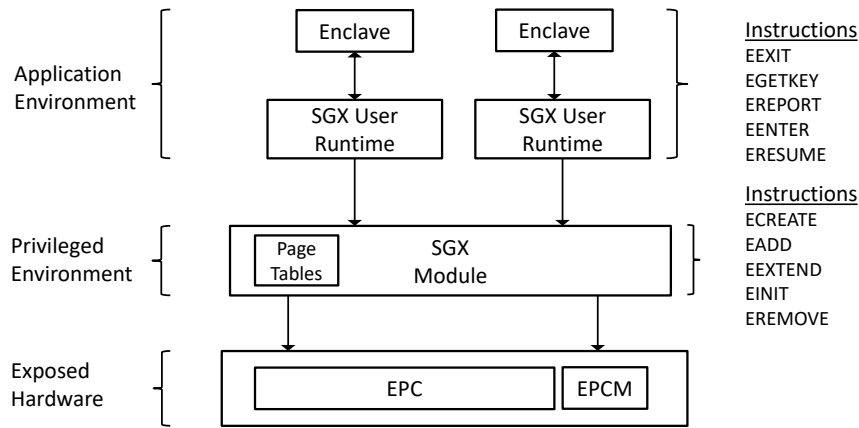 Enclave
Enclave
Instructions
EEXIT
EGETKEY
EREPORT
EENTER
ERESUME
Application
Environment
SGX User
Runtime
SGX User
Runtime
Instructions
ECREATE
EADD
EEXTEND
EINIT
EREMOVE
Privileged
Environment
Page
Tables
SGX
Module
Exposed
Hardware
EPC
EPCM